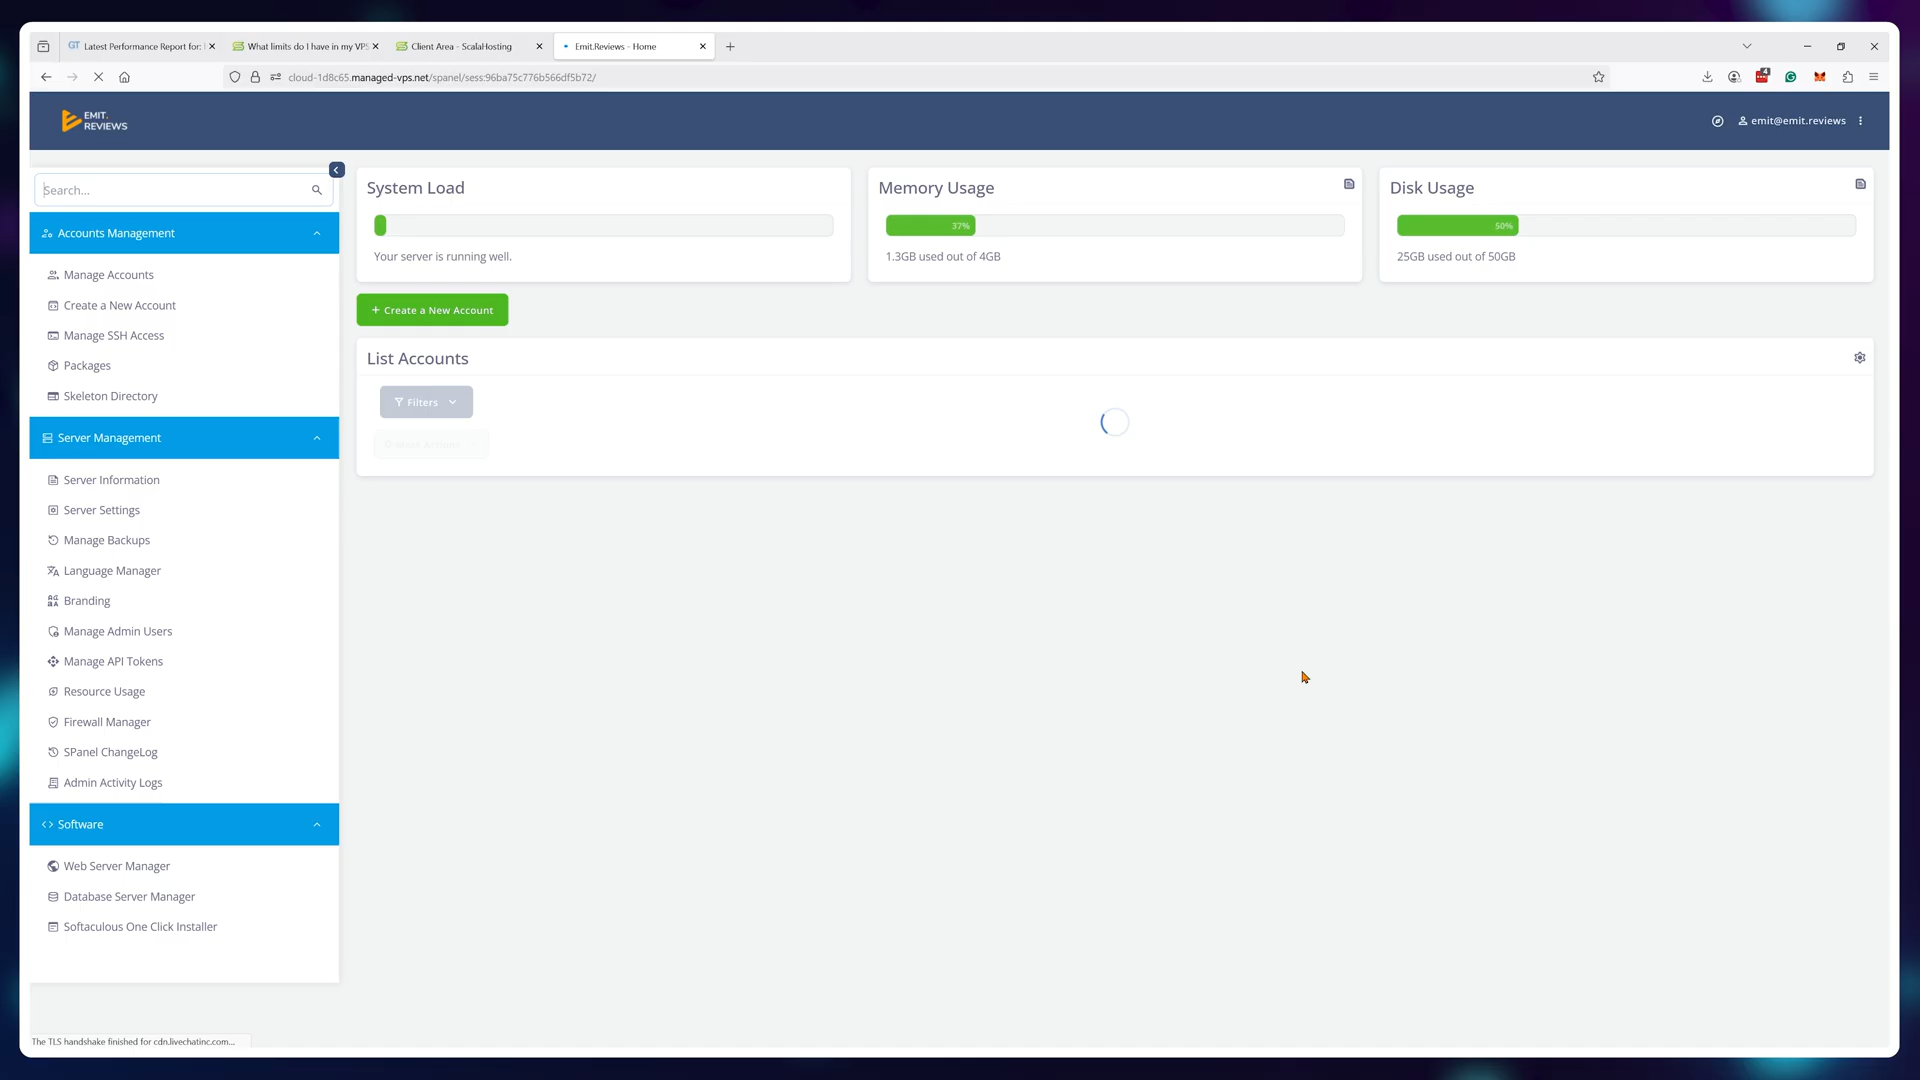 GT Latest Performance Report for:
What limits do I have in my VPS
Client Area - ScalaHosting
Emit.Reviews - Home
cloud-1d8c65.managed-vps.net/spanel/sess:96ba75c776b566df5b72/
4
EMIT.
REVIEWS
emit@emit.reviews
Search...
Accounts Management
Manage Accounts
Create a New Account
Manage SSH Access
Packages
Skeleton Directory
Server Management
Server Information
Server Settings
Manage Backups
Language Manager
Branding
Manage Admin Users
Manage API Tokens
Resource Usage
Firewall Manager
SPanel ChangeLog
Admin Activity Logs
Software
Web Server Manager
Database Server Manager
Softaculous One Click Installer
System Load
Your server is running well.
Memory Usage
37%
1.3GB used out of 4GB
Disk Usage
50%
25GB used out of 50GB
+ Create a New Account
List Accounts
Filters
The TLS handshake finished for cdn.livechatinc.com...